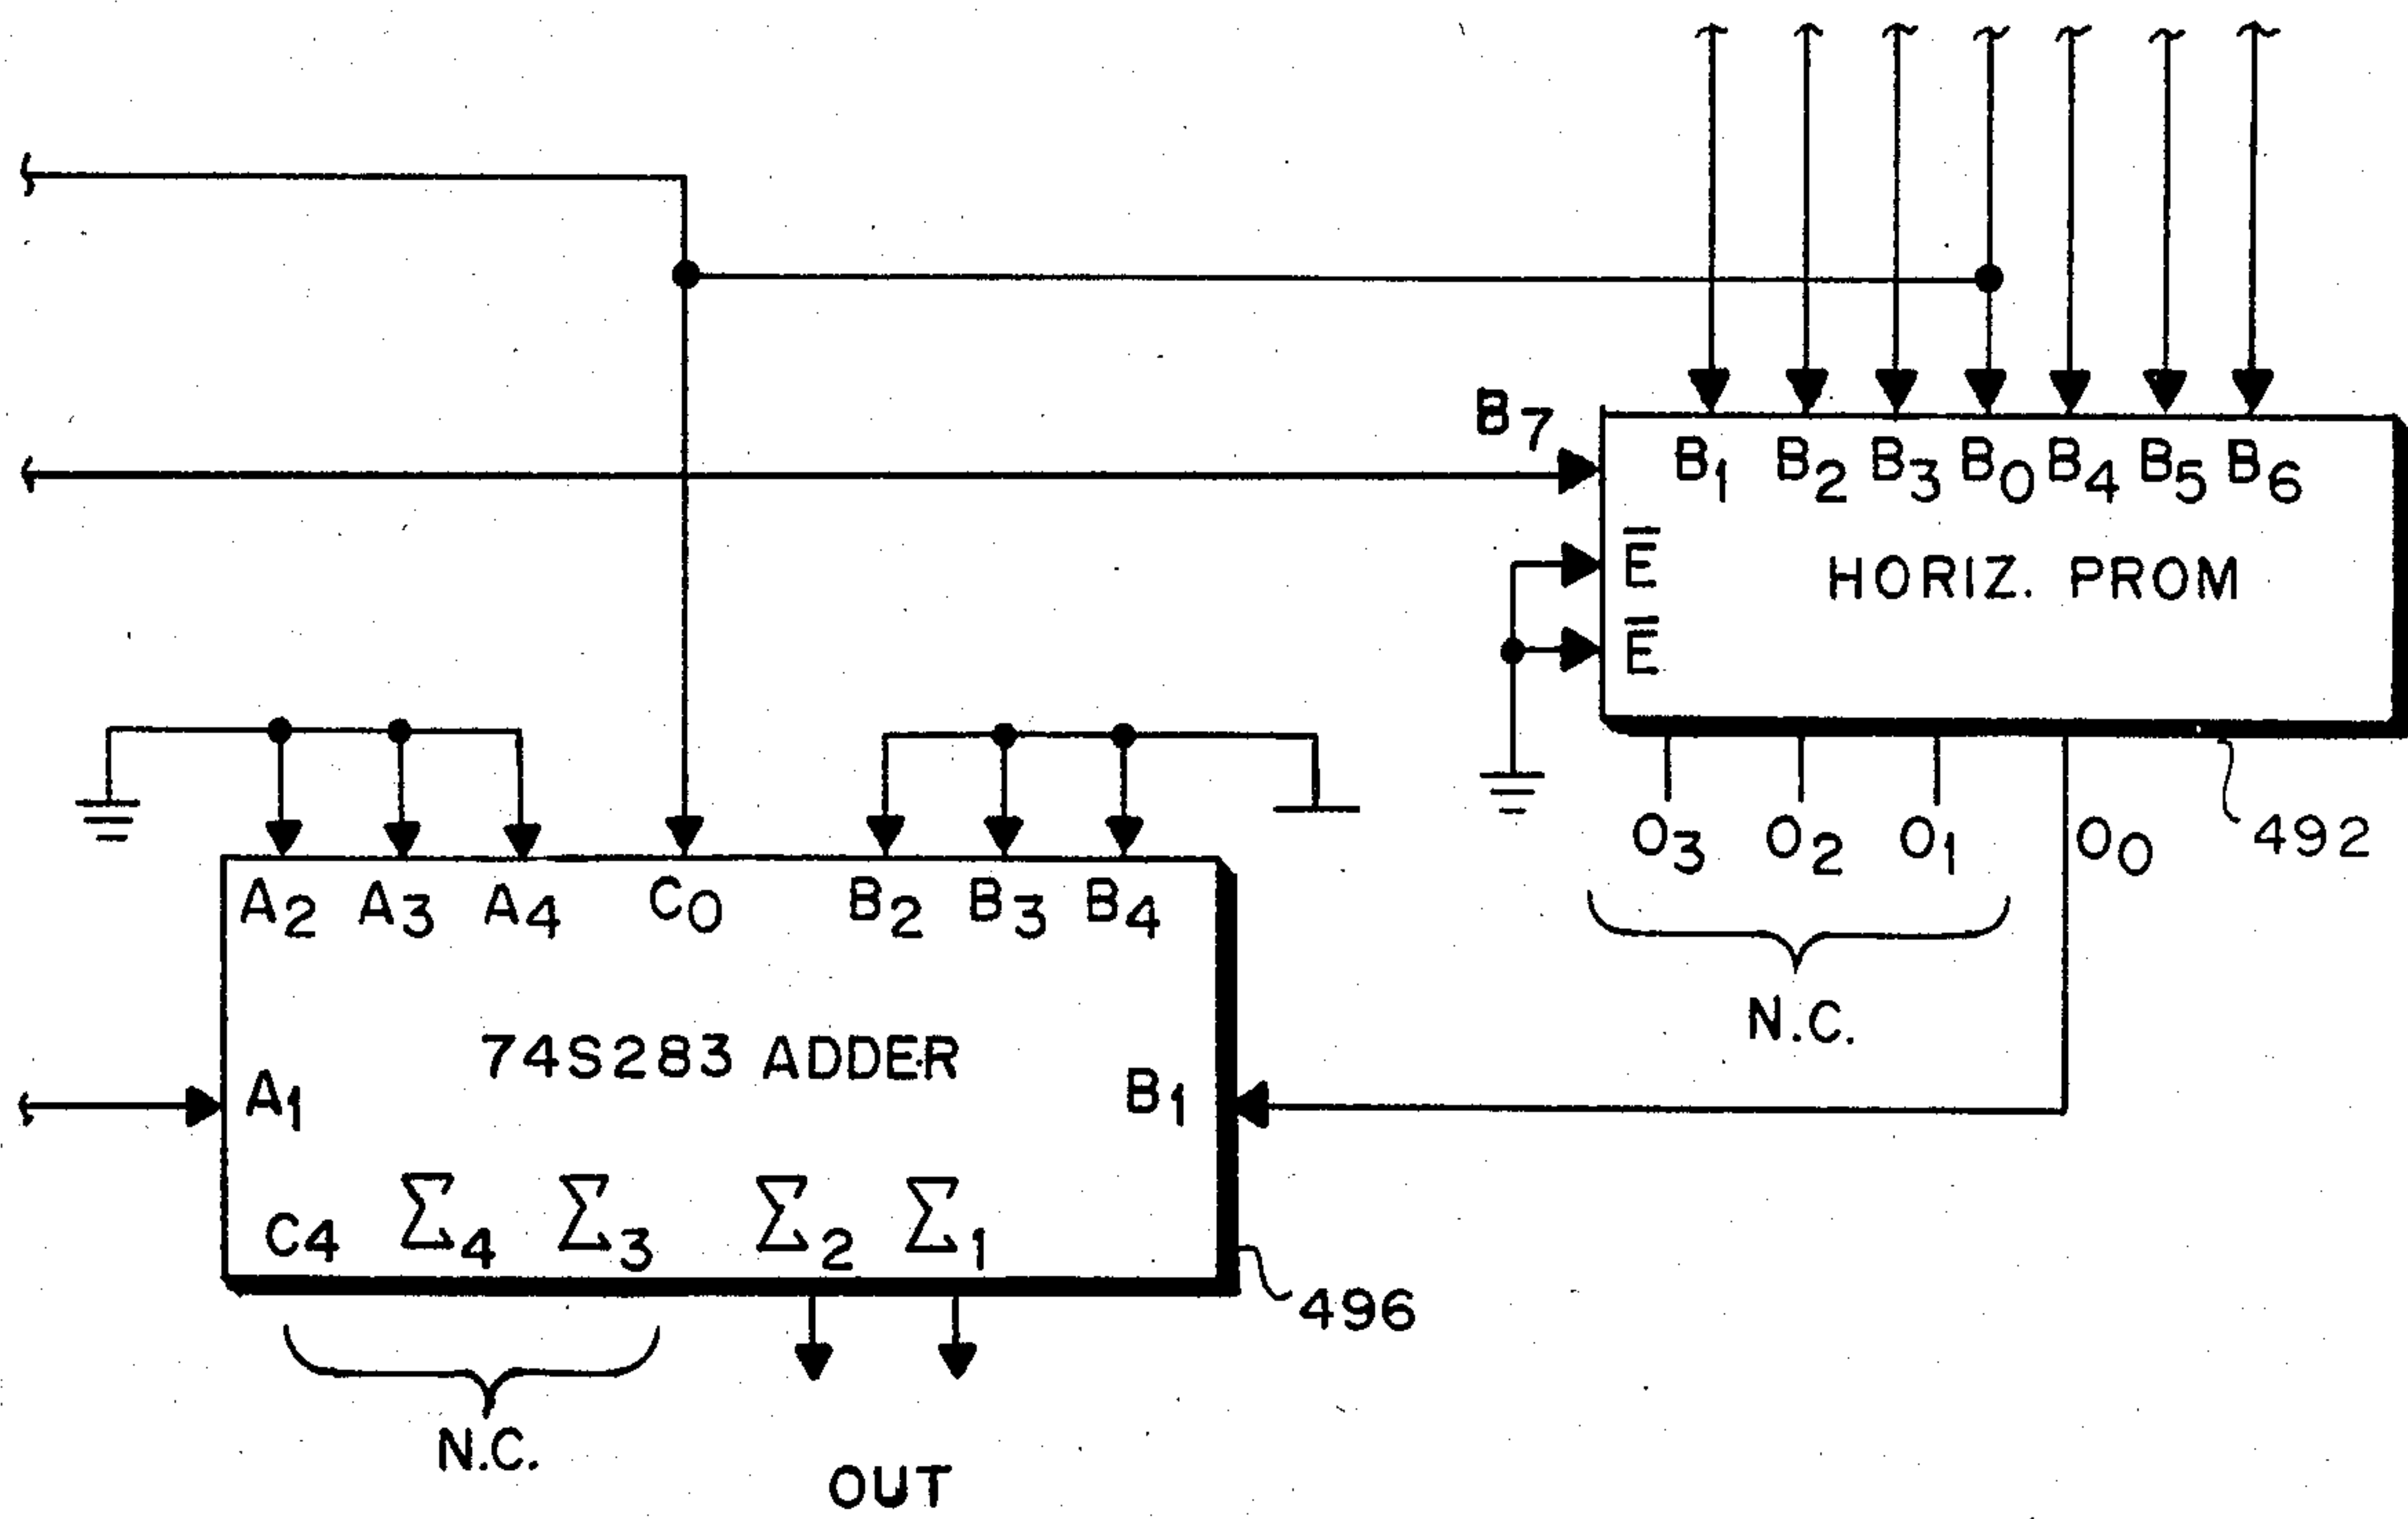 B7
B1 B2 B3 B0 B4 B5 B6
E̅
HORIZ. PROM
E̅
O3 O2 O1 O0 492
A2 A3 A4 C0 B2 B3 B4
N.C.
74S283 ADDER
A1 B1
C4 Σ4 Σ3 Σ2 Σ1
496
N.C.
OUT